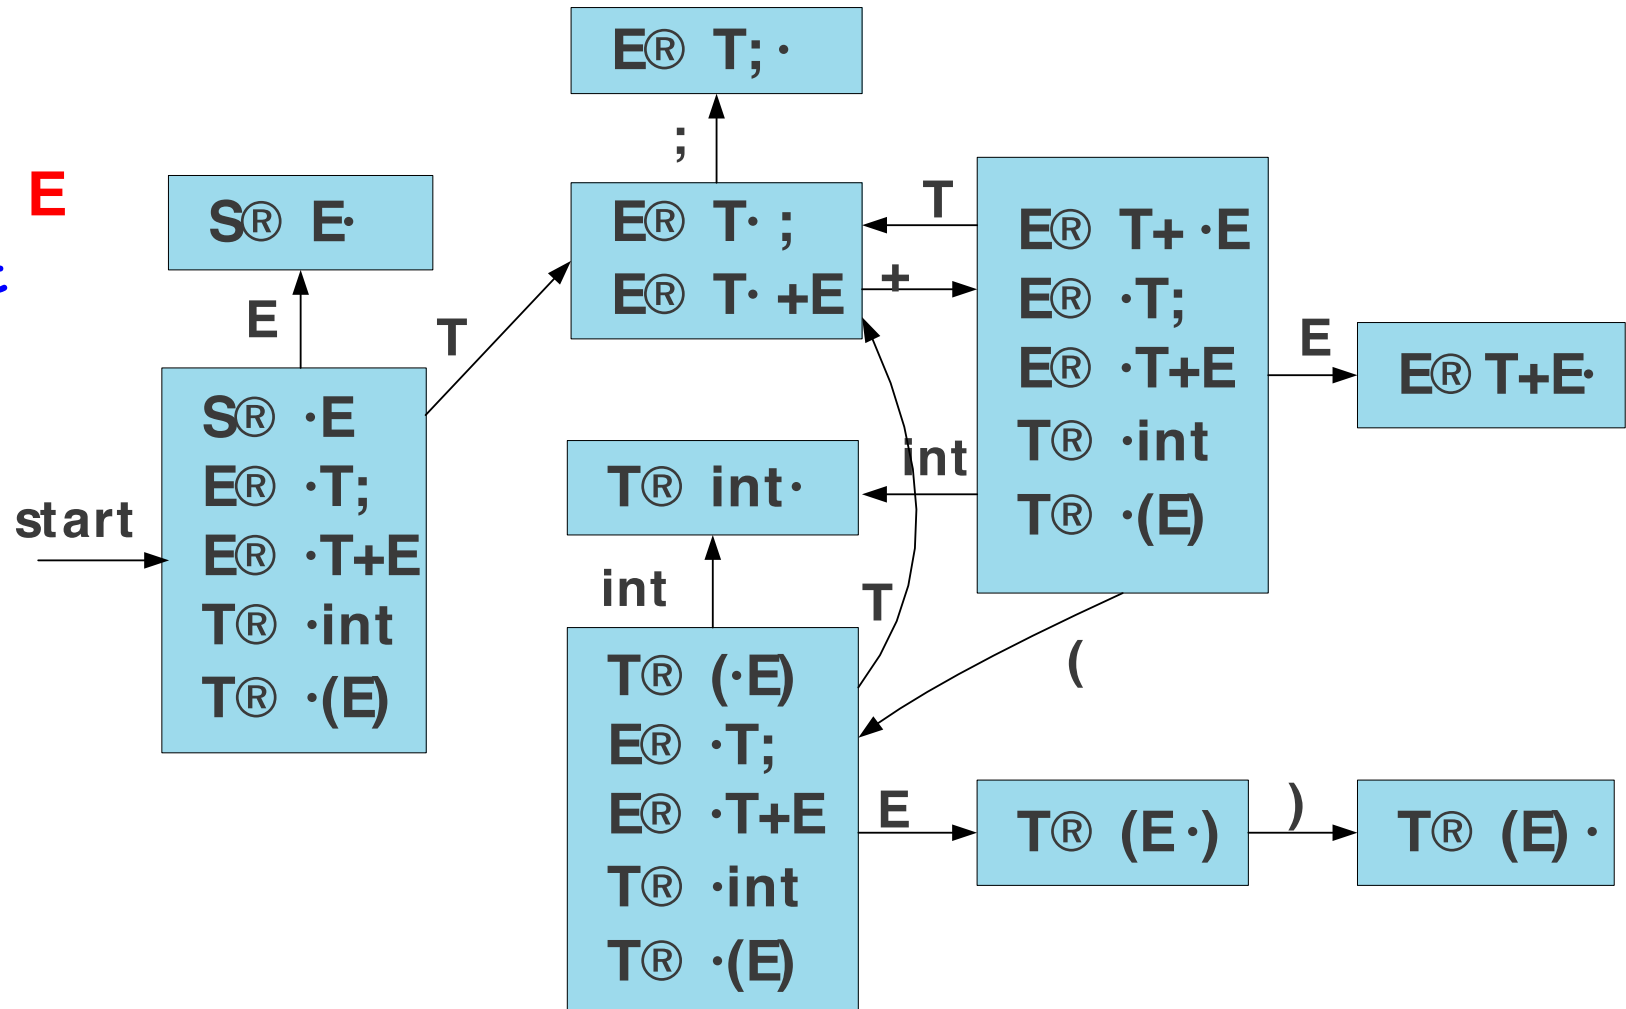 E® T; ·
;
E
S® E·
E® T· ;
E® T· +E
T
+
E® T+ ·E
E® ·T;
E® ·T+E
T® ·int
T® ·(E)
E
E® T+E·
E
T
start
S® ·E
E® ·T;
E® ·T+E
T® ·int
T® ·(E)
T® int·
int
int
T
(
T® (·E)
E® ·T;
E® ·T+E
T® ·int
T® ·(E)
E
T® (E·)
)
T® (E) ·